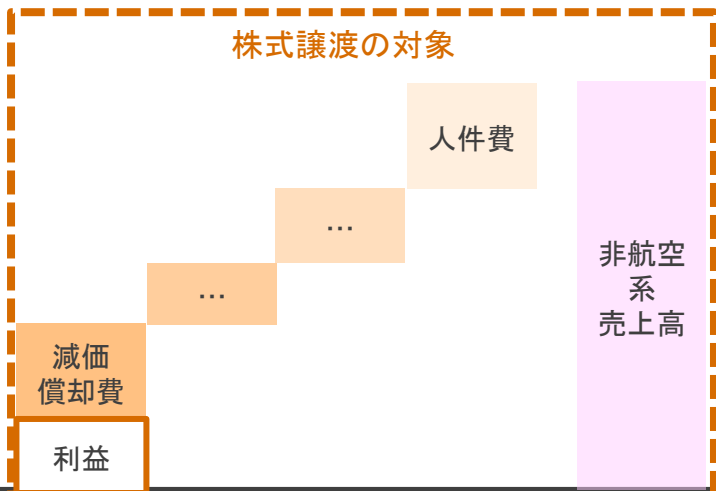 株式譲渡の対象
人件費
…
…
減価
償却費
利益
非航空
系
売上高